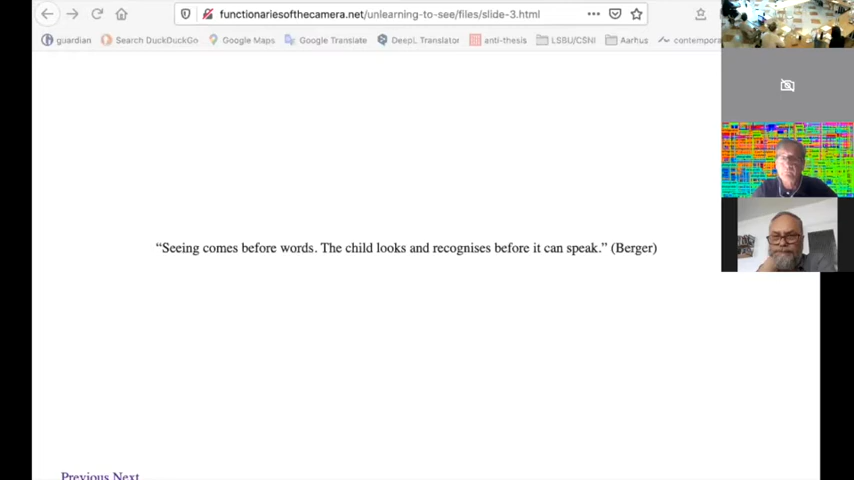 functionariesofthecamera.net/unlearning-to-see/files/slide-3.html
guardian Search DuckDuckGo Google Maps Google Translate DeepL Translator anti-thesis LSBU/CSNI Aarhus contempora
“Seeing comes before words. The child looks and recognises before it can speak.” (Berger)
Previous Next